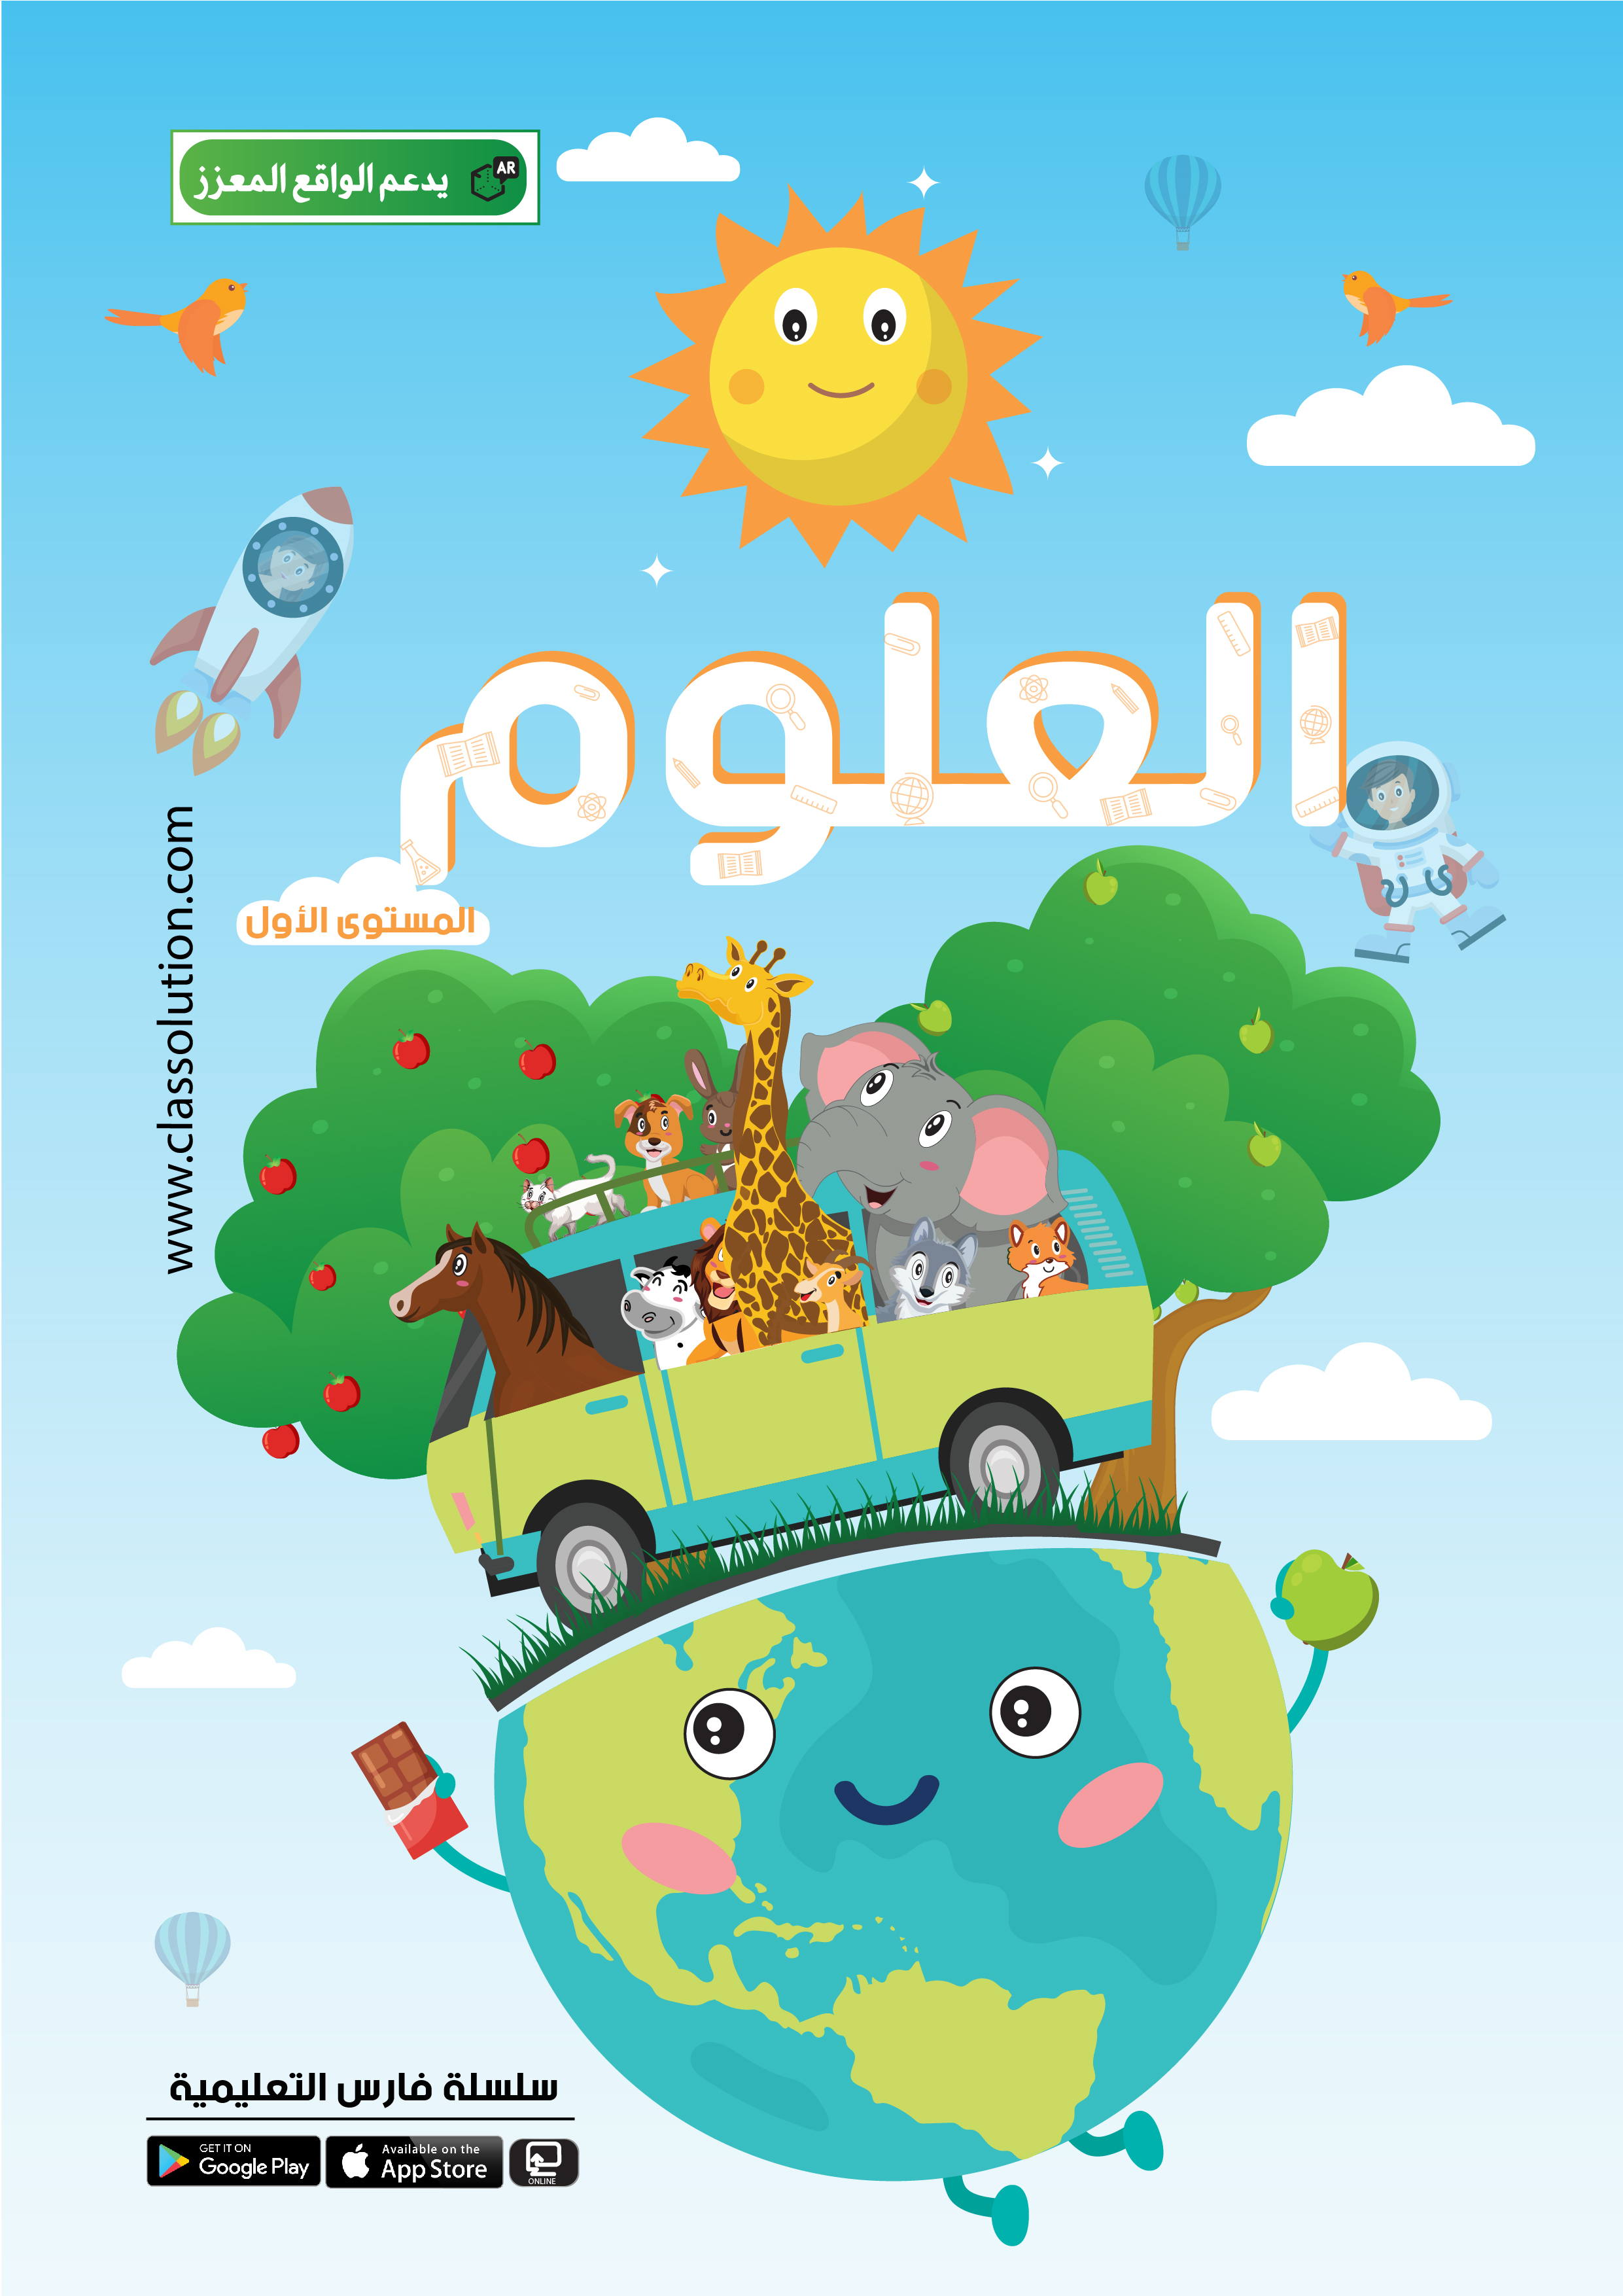 يدعم الواقع المعزز
AR
العلوم
المستوى الأول
www.classolution.com
سلسلة فارس التعليمية
GET IT ON
Google Play
Available on the
App Store
ONLINE